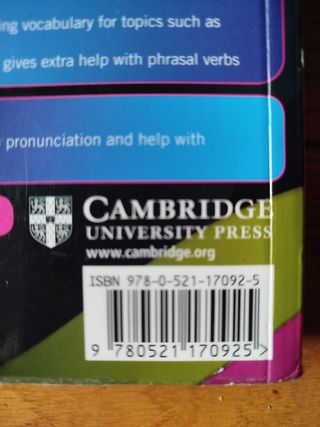 ing vocabulary for topics such as
gives extra help with phrasal verbs
pronunciation and help with
CAMBRIDGE
UNIVERSITY PRESS
www.cambridge.org
ISBN 978-0-521-17092-5
9 780521 170925 >